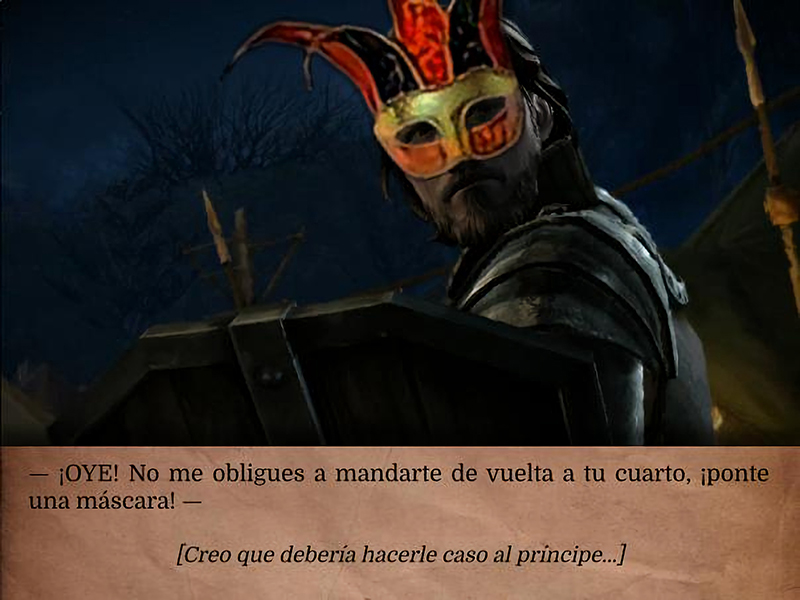 — ¡OYE! No me obligues a mandarte de vuelta a tu cuarto, ¡ponte
una máscara! —
[Creo que debería hacerle caso al príncipe...]